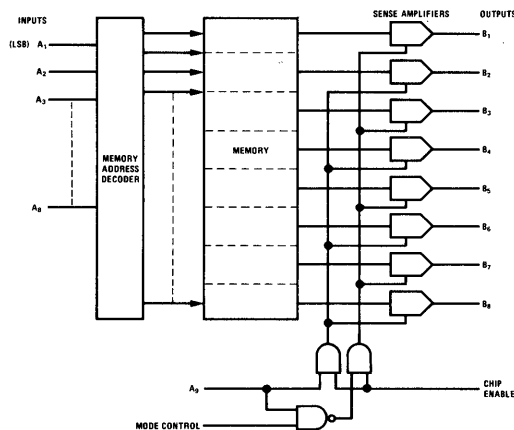 INPUTS
SENSE AMPLIFIERS
OUTPUTS
(LSB) A1
A2
A3
A8
MEMORY
ADDRESS
DECODER
MEMORY
B1
B2
B3
B4
B5
B6
B7
B8
A9
CHIP
ENABLE
MODE CONTROL